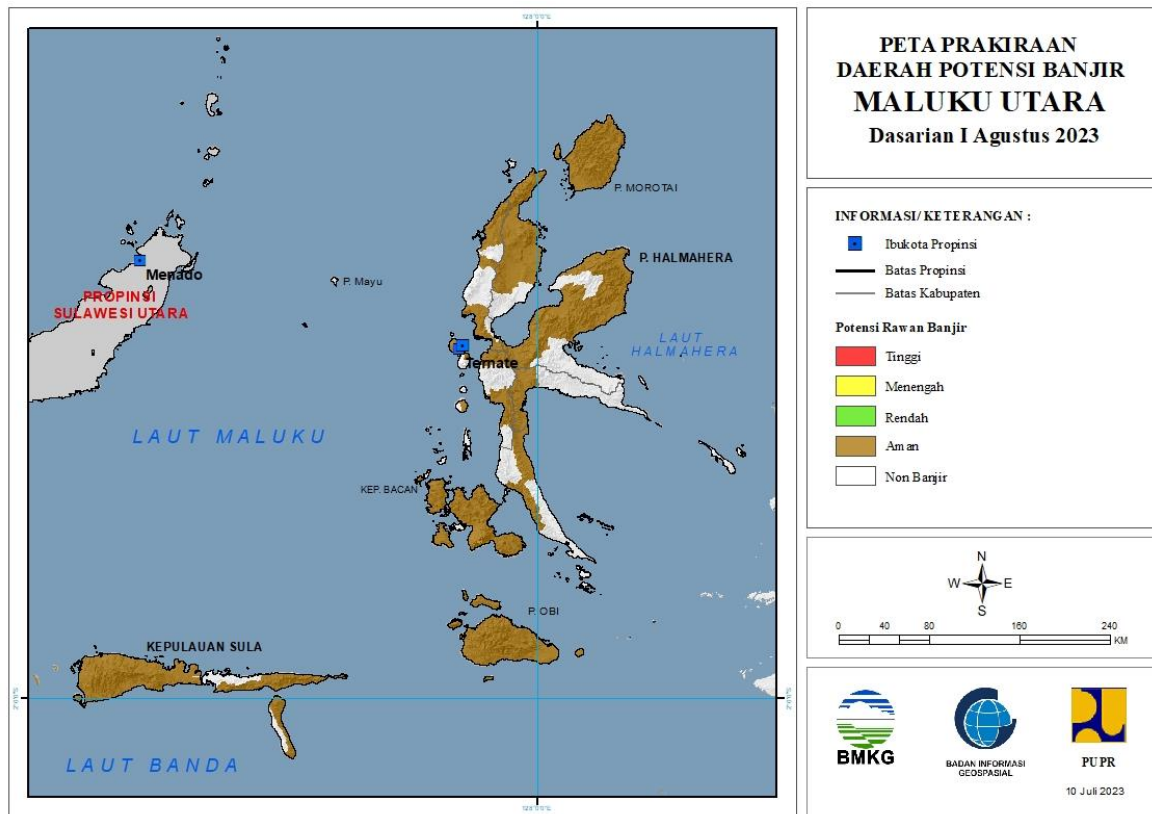 PETA PRAKIRAAN
DAERAH POTENSI BANJIR
MALUKU UTARA
Dasarian I Agustus 2023
INFORMASI/ KETERANGAN :
Ibukota Propinsi
Batas Propinsi
Batas Kabupaten
Potensi Rawan Banjir
Tinggi
Menengah
Rendah
Aman
Non Banjir
N
W E
S
0 40 80 160 240
KM
BMKG
BADAN INFORMASI
GEOSPASIAL
PUPR
10 Juli 2023
P. MOROTAI
P. HALMAHERA
Menado
P. Mayu
PROPINSI
SULAWESI UTARA
LAUT
HALMAHERA
Ternate
LAUT MALUKU
KEP. BACAN
P. OBI
KEPULAUAN SULA
LAUT BANDA